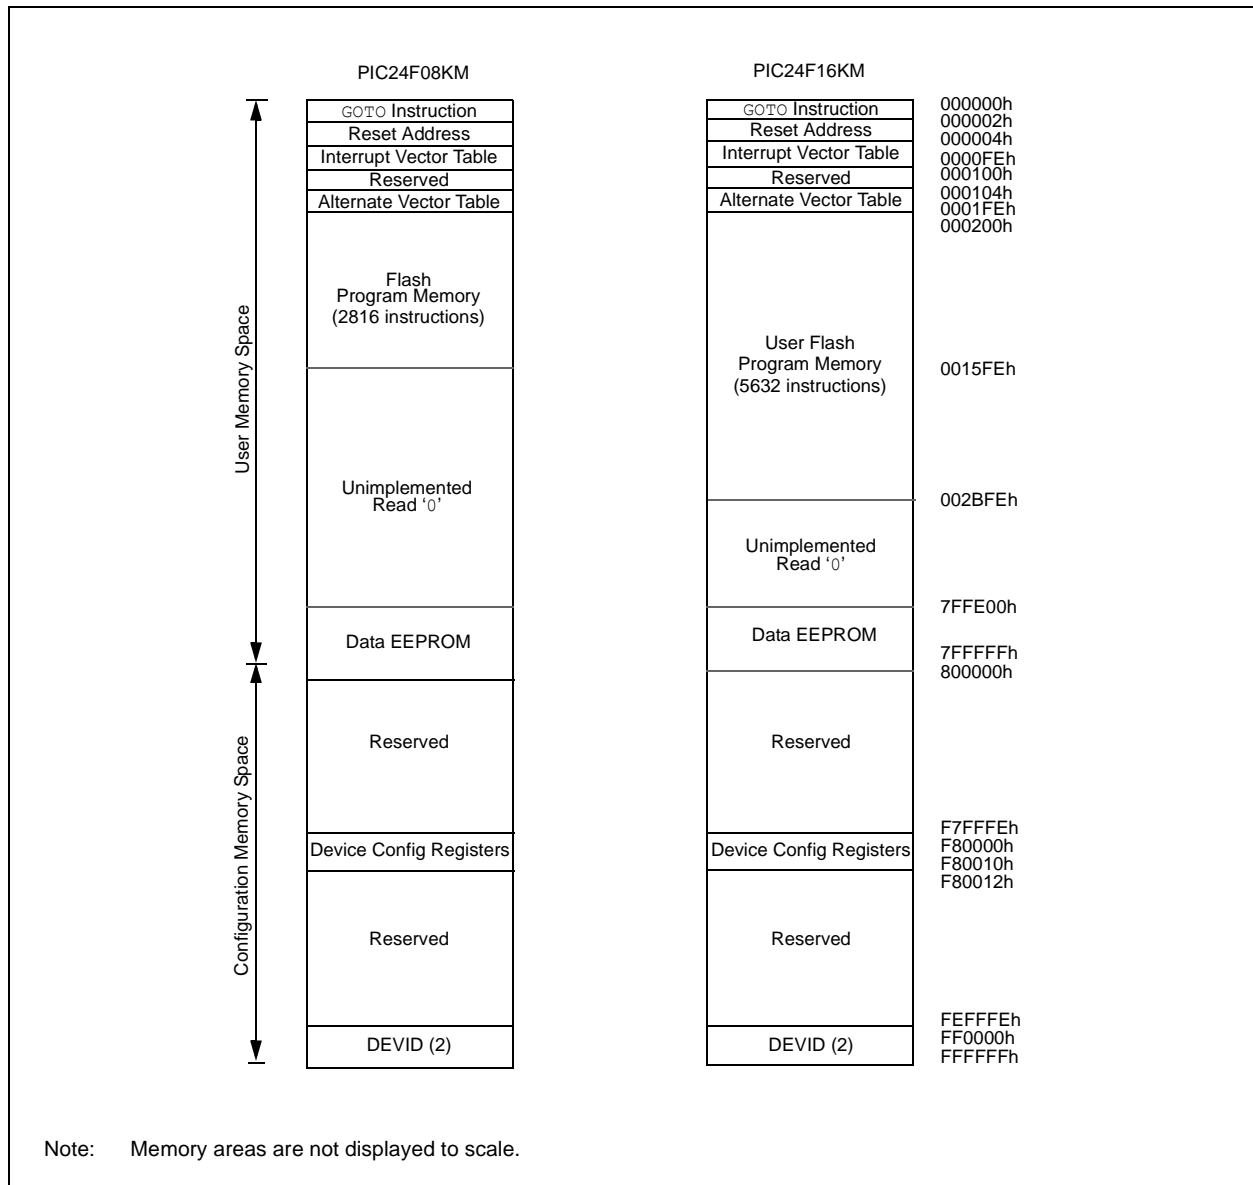 PIC24F08KM
GOTO Instruction
Reset Address
Interrupt Vector Table
Reserved
Alternate Vector Table
Flash
Program Memory
(2816 instructions)
Unimplemented
Read ‘0’
Data EEPROM
Reserved
Device Config Registers
Reserved
DEVID (2)
User Memory Space
Configuration Memory Space
PIC24F16KM
GOTO Instruction
Reset Address
Interrupt Vector Table
Reserved
Alternate Vector Table
User Flash
Program Memory
(5632 instructions)
Unimplemented
Read ‘0’
Data EEPROM
Reserved
Device Config Registers
Reserved
DEVID (2)
000000h
000002h
000004h
0000FEh
000100h
000104h
0001FEh
000200h
0015FEh
002BFEh
7FFE00h
7FFFFFh
800000h
F7FFFEh
F80000h
F80010h
F80012h
FEFFFEh
FF0000h
FFFFFFh
Note: Memory areas are not displayed to scale.